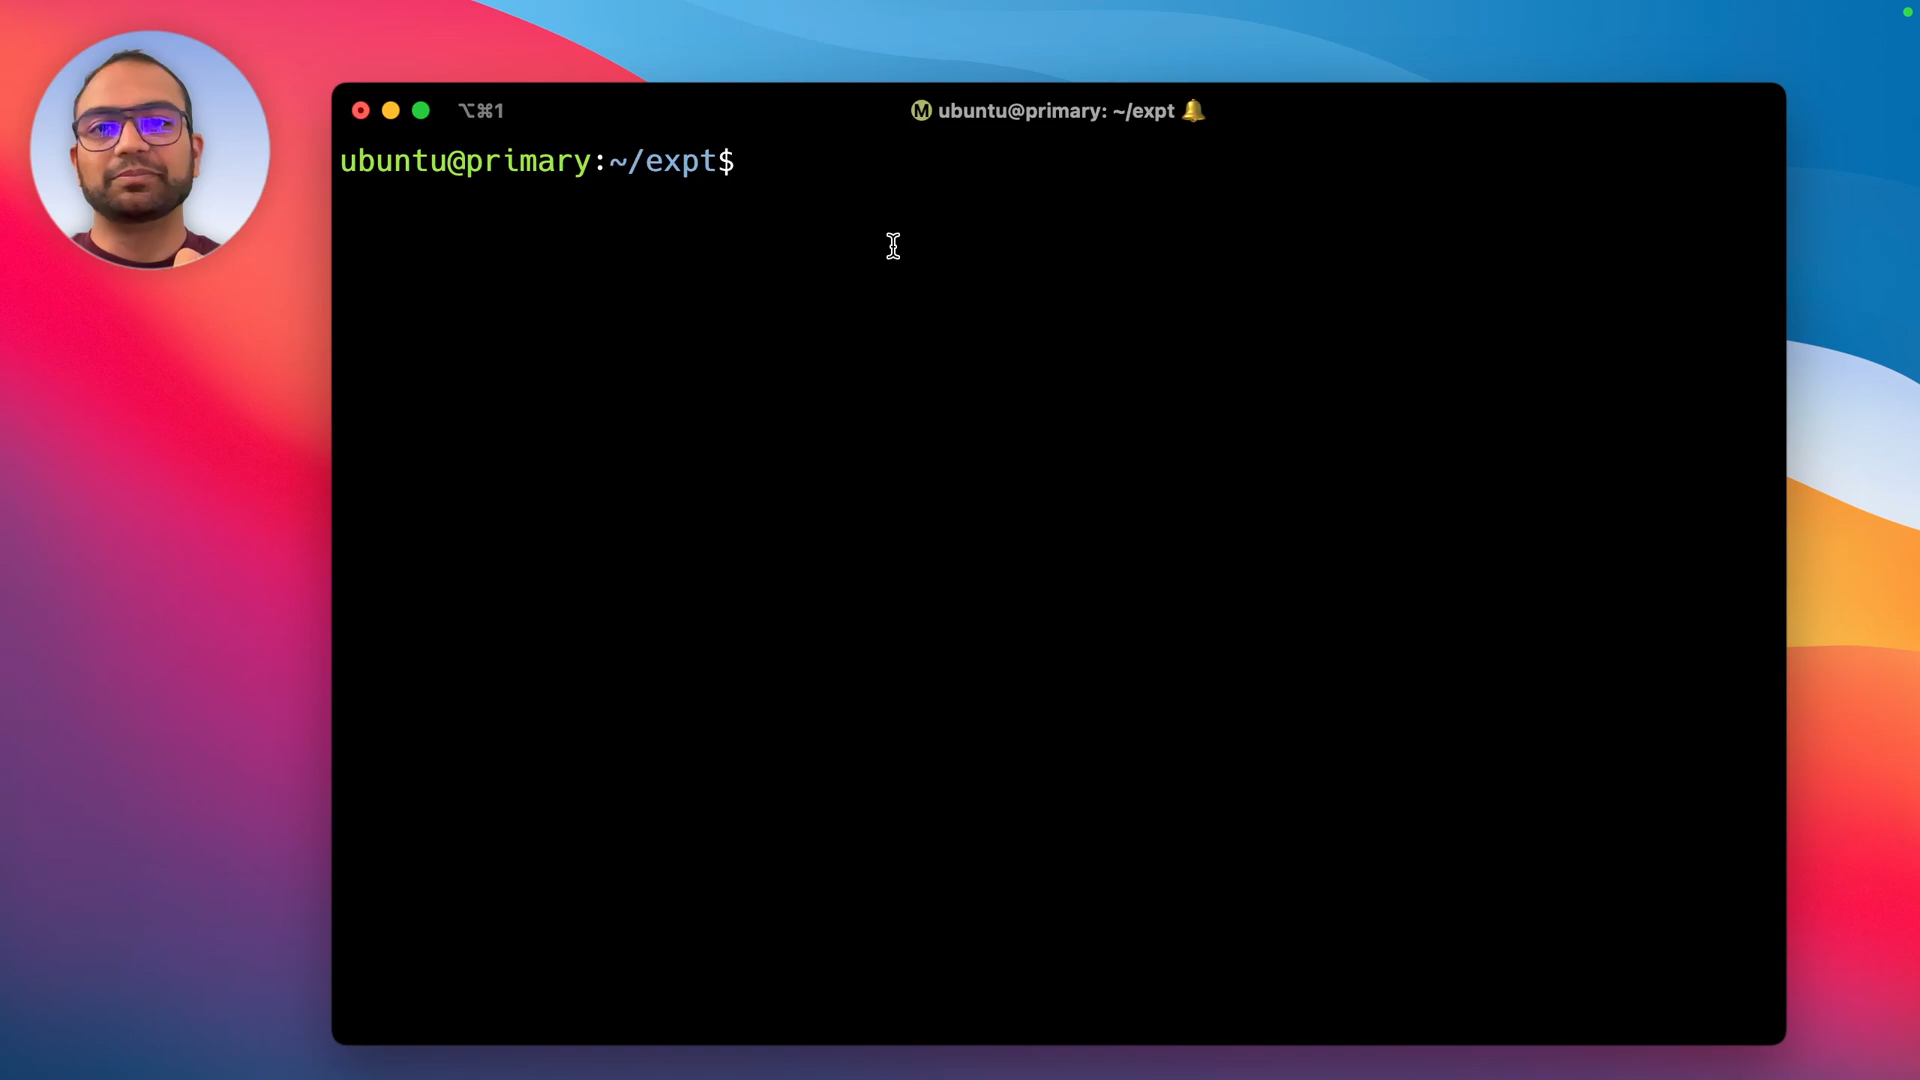 ⌥⌘1
M ubuntu@primary: ~/expt 🔔
ubuntu@primary:~/expt$